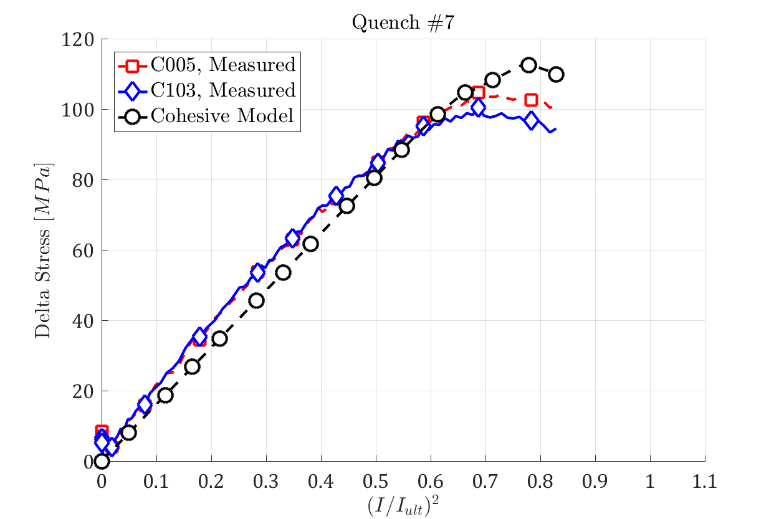 Quench #7
C005, Measured
C103, Measured
Cohesive Model
Delta Stress [MPa]
120
100
80
60
40
20
0
0 0.1 0.2 0.3 0.4 0.5 0.6 0.7 0.8 0.9 1 1.1
(I/I_ult)²